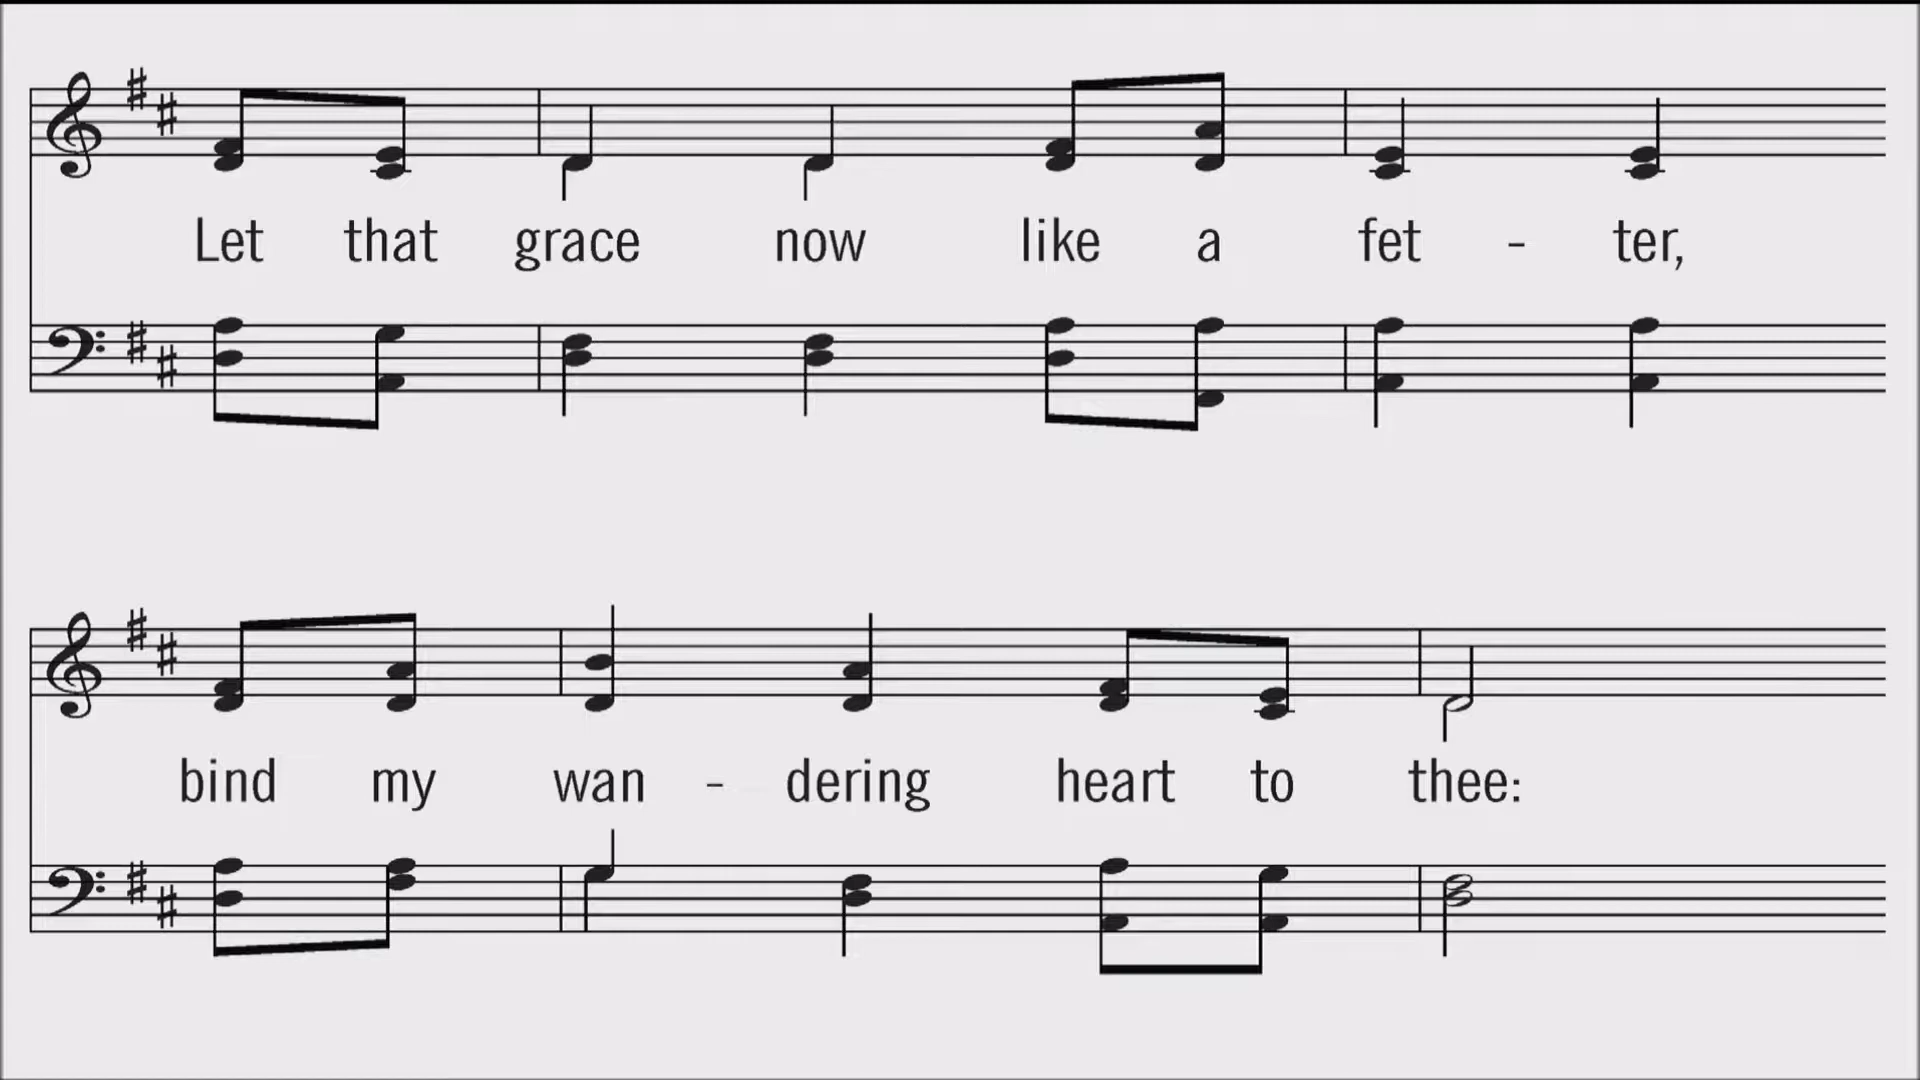 Let that grace now like a fet - ter,
bind my wan - dering heart to thee: